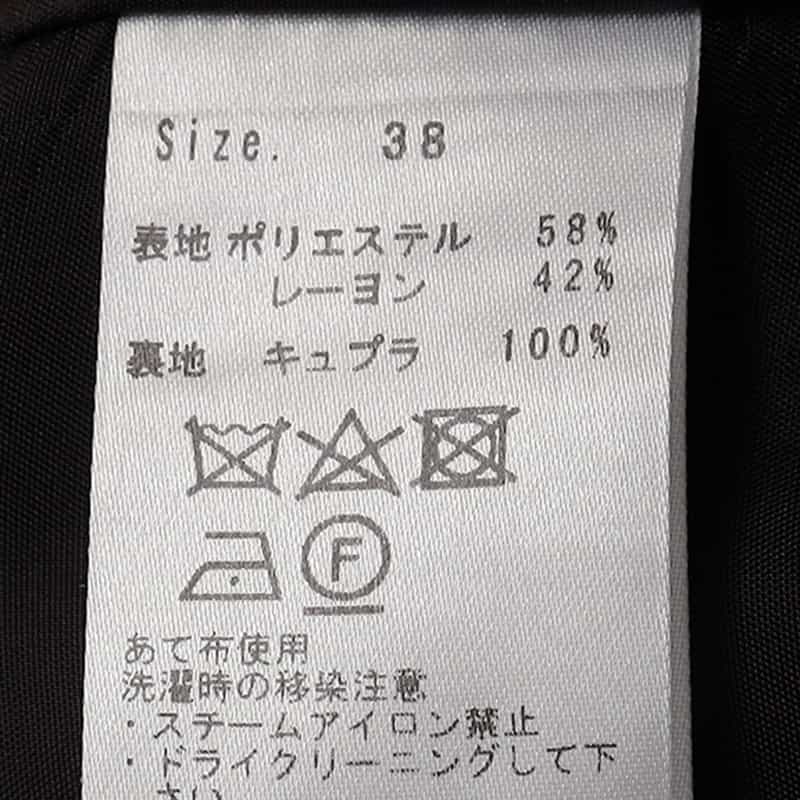 Size. 38
表地 ポリエステル 58%
レーヨン 42%
裏地 キュプラ 100%
F
あて布使用
洗濯時の移染注意
・スチームアイロン禁止
・ドライクリーニングして下
さい